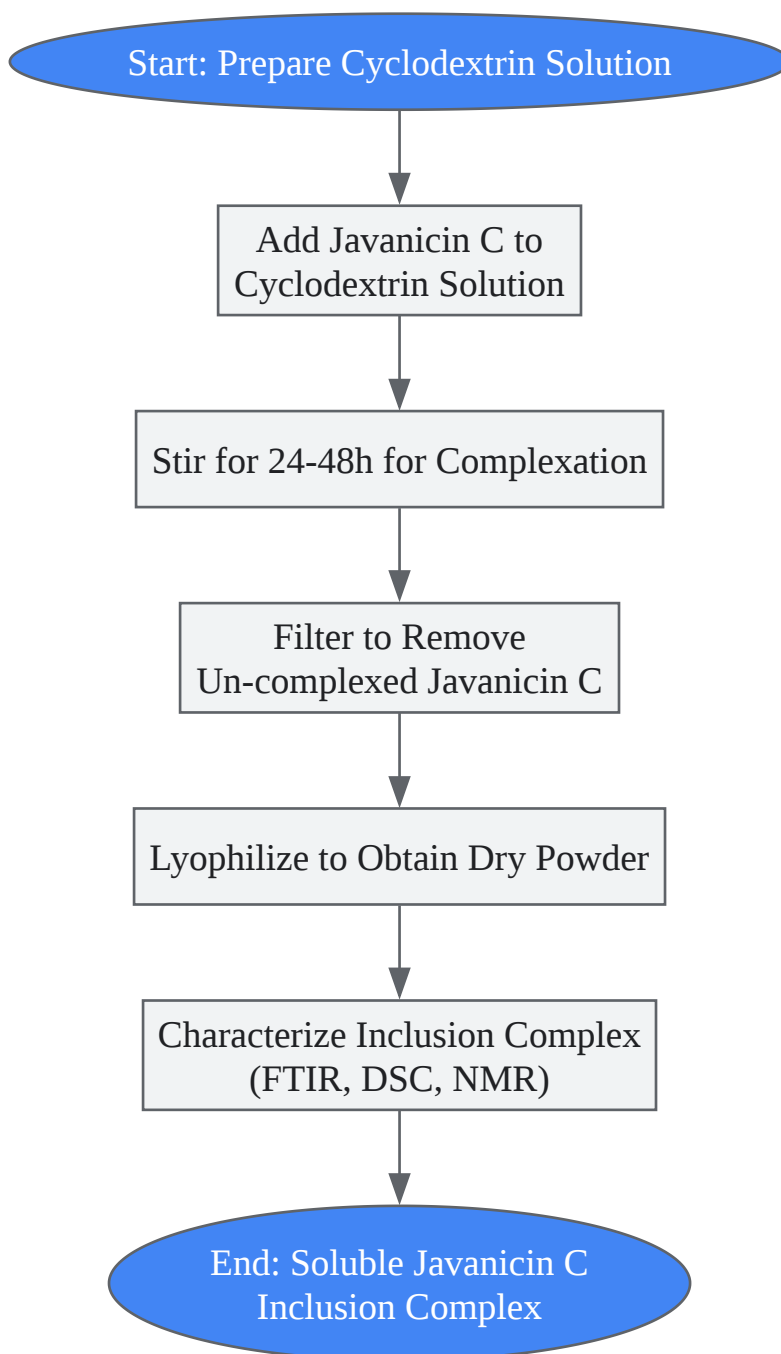 Start: Prepare Cyclodextrin Solution
Add Javanicin C to
Cyclodextrin Solution
Stir for 24-48h for Complexation
Filter to Remove
Un-complexed Javanicin C
Lyophilize to Obtain Dry Powder
Characterize Inclusion Complex
(FTIR, DSC, NMR)
End: Soluble Javanicin C
Inclusion Complex